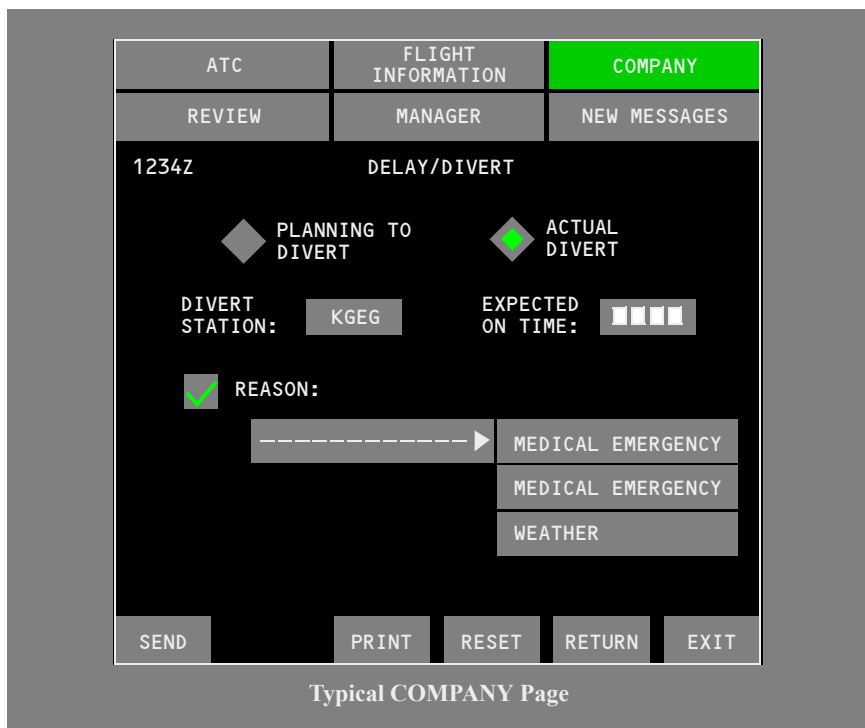 ATC
FLIGHT
INFORMATION
COMPANY
REVIEW
MANAGER
NEW MESSAGES
1234Z
DELAY/DIVERT
PLANNING TO
DIVERT
ACTUAL
DIVERT
DIVERT
STATION:
KGEG
EXPECTED
ON TIME:
REASON:
MEDICAL EMERGENCY
MEDICAL EMERGENCY
WEATHER
SEND
PRINT
RESET
RETURN
EXIT
Typical COMPANY Page